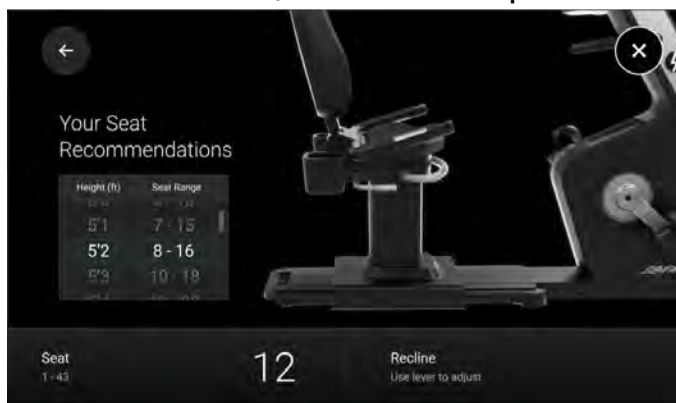 Your Seat
Recommendations
Height (ft) Seat Range
5'1 7 - 15
5'2 8 - 16
5'3 10 - 18
Seat
1 - 43
12
Recline
Use lever to adjust